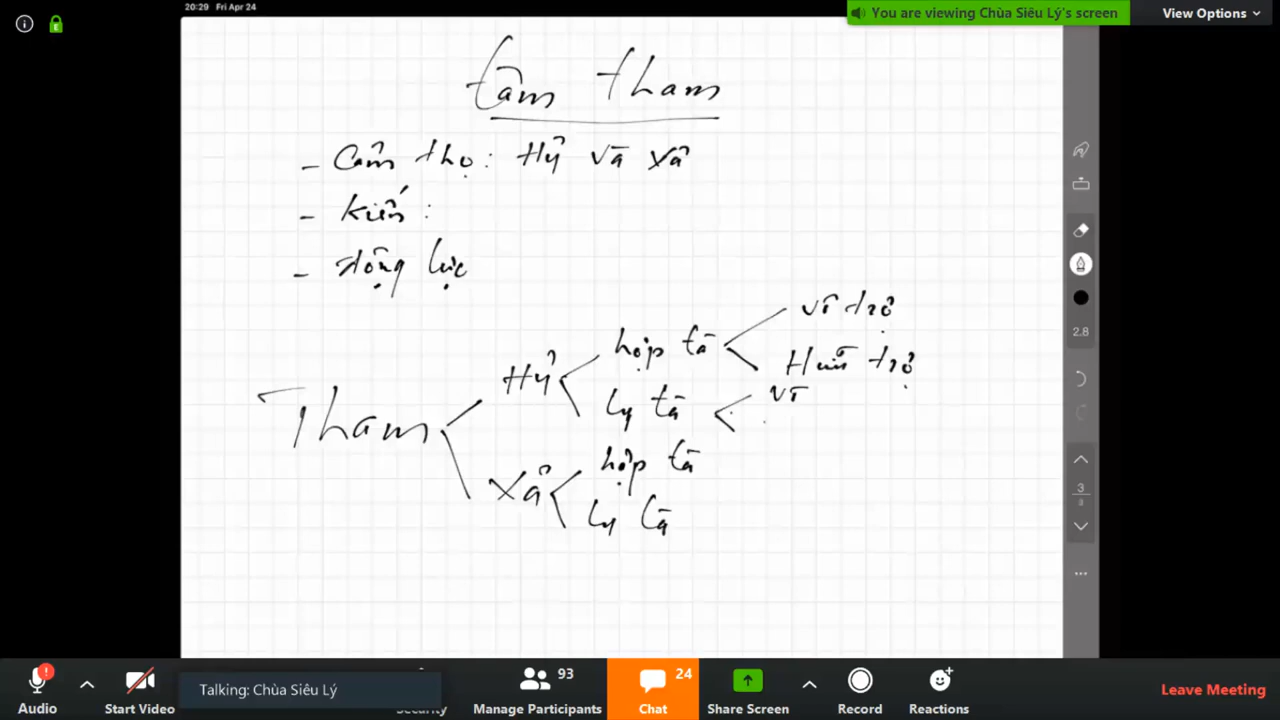 20:29 Fri Apr 24
You are viewing Chùa Siêu Lý's screen
View Options
Tâm Tham
- Cảm thọ: Hỷ và Xả
- Kiến:
- Động lực
2.8
Tham
Hỷ
hợp tà
vô trợ
Hữu trợ
ly tà
vô
Xả
hợp tà
ly tà
3
3
Audio
Start Video
Talking: Chùa Siêu Lý
Security
Manage Participants
93
Chat
24
Share Screen
Record
Reactions
Leave Meeting